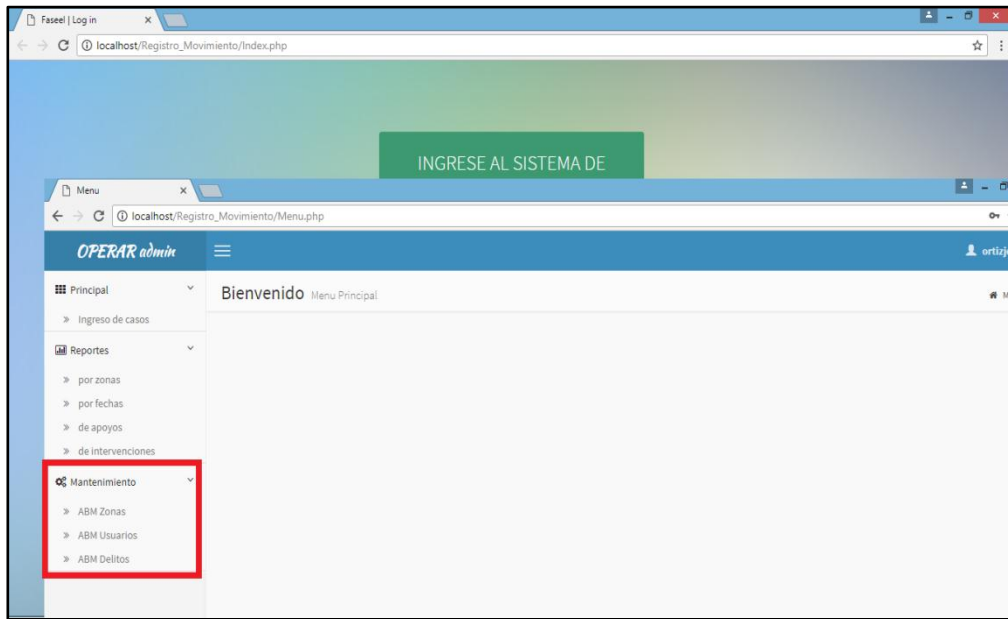 Faseel | Log in
localhost/Registro_Movimiento/Index.php
INGRESE AL SISTEMA DE
Menu
localhost/Registro_Movimiento/Menu.php
OPERAR admin
ortizj
Principal
Bienvenido Menu Principal
M
Ingreso de casos
Reportes
por zonas
por fechas
de apoyos
de intervenciones
Mantenimiento
ABM Zonas
ABM Usuarios
ABM Delitos